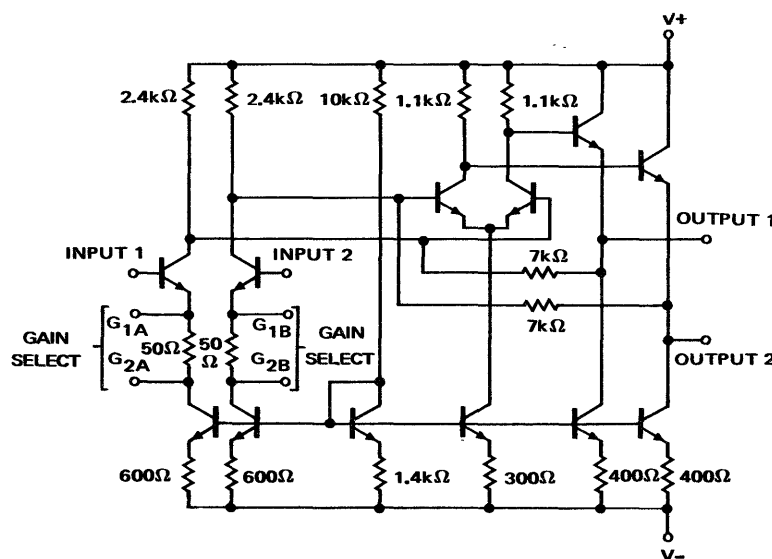 V+
2.4kΩ
2.4kΩ
10kΩ
1.1kΩ
1.1kΩ
OUTPUT 1
INPUT 1
INPUT 2
7kΩ
7kΩ
G1A
G1B
GAIN
SELECT
50Ω
50
Ω
GAIN
SELECT
G2A
G2B
OUTPUT 2
600Ω
600Ω
1.4kΩ
300Ω
400Ω
400Ω
V–